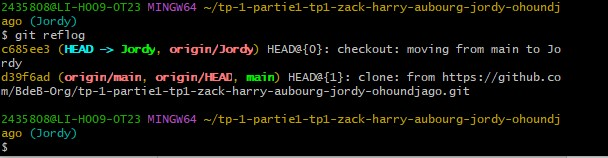 2435808@LI-H009-OT23 MINGW64 ~/tp-1-partie1-tp1-zack-harry-aubourg-jordy-ohoundj
ago (Jordy)
$ git reflog
c685ee3 (HEAD -> Jordy, origin/Jordy) HEAD@{0}: checkout: moving from main to Jo
rdy
d39f6ad (origin/main, origin/HEAD, main) HEAD@{1}: clone: from https://github.co
m/BdeB-Org/tp-1-partie1-tp1-zack-harry-aubourg-jordy-ohoundjago.git
2435808@LI-H009-OT23 MINGW64 ~/tp-1-partie1-tp1-zack-harry-aubourg-jordy-ohoundj
ago (Jordy)
$